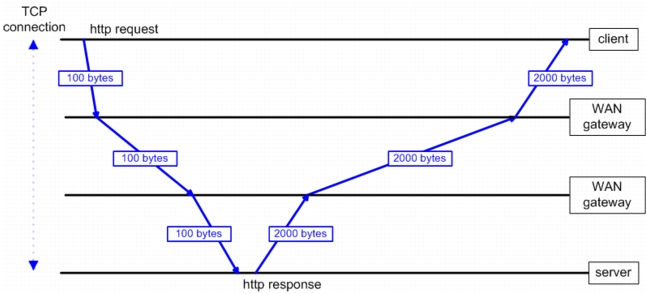 TCP
connection
http request
client
100 bytes
2000 bytes
WAN
gateway
100 bytes
2000 bytes
WAN
gateway
100 bytes
2000 bytes
server
http response